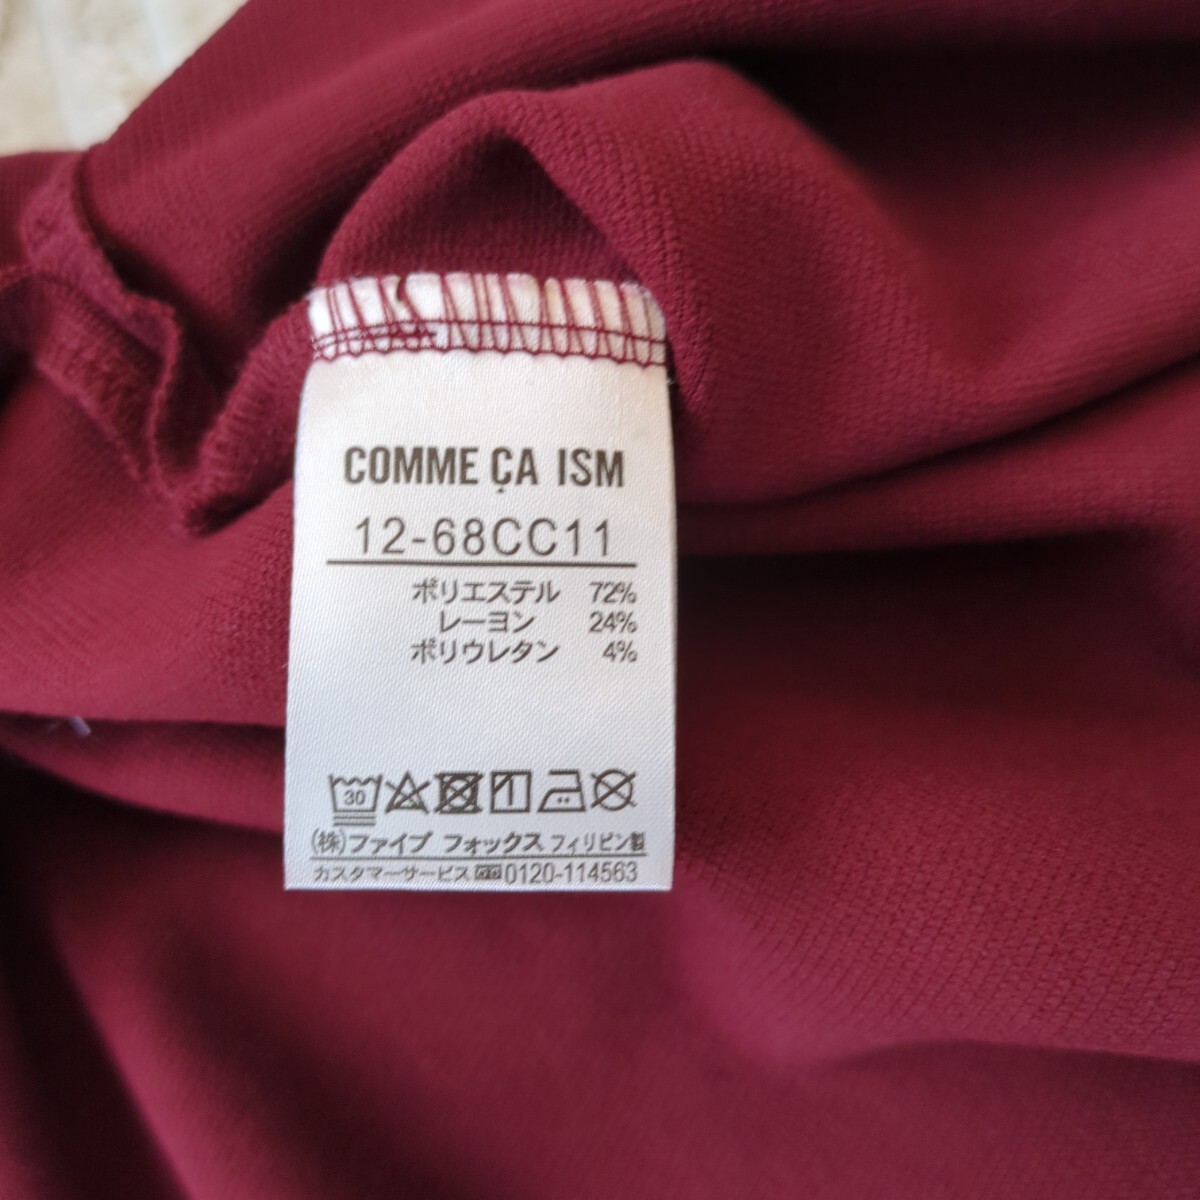 COMME ÇA ISM
12-68CC11
ポリエステル 72%
レーヨン 24%
ポリウレタン 4%
30
(株)ファイブ フォックス フィリピン製
カスタマーサービス 0120-114563